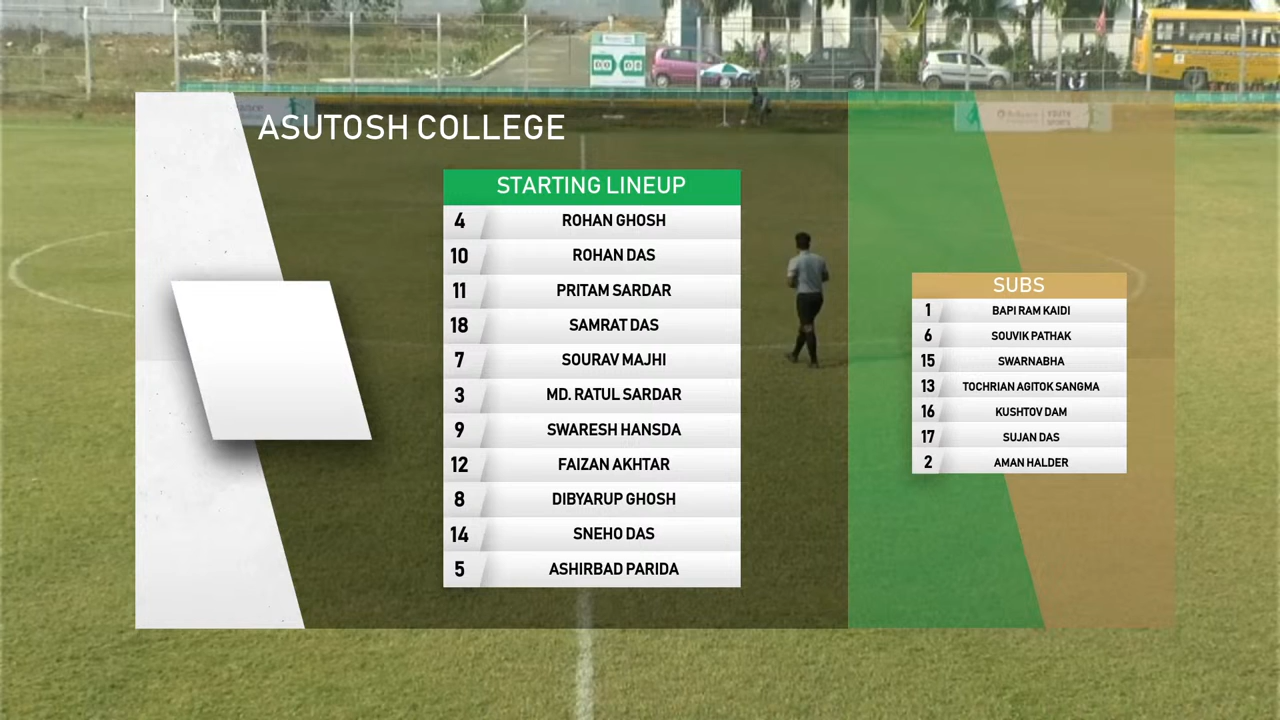 ASUTOSH COLLEGE
STARTING LINEUP
4 ROHAN GHOSH
10 ROHAN DAS
11 PRITAM SARDAR
18 SAMRAT DAS
7 SOURAV MAJHI
3 MD. RATUL SARDAR
9 SWARESH HANSDA
12 FAIZAN AKHTAR
8 DIBYARUP GHOSH
14 SNEHO DAS
5 ASHIRBAD PARIDA
SUBS
1 BAPI RAM KAIDI
6 SOUVIK PATHAK
15 SWARNABHA
13 TOCHRIAN AGITOK SANGMA
16 KUSHTOV DAM
17 SUJAN DAS
2 AMAN HALDER
Reliance
YOUTH
SPORTS